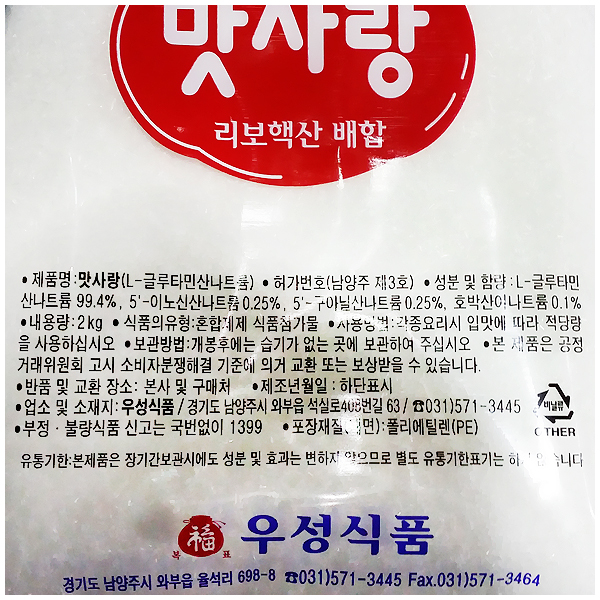 맛사랑
리보핵산 배합
• 제품명:맛사랑(L-글루타민산나트륨) • 허가번호(남양주 제3호) • 성분 및 함량 : L-글루타민
산나트륨 99.4%, 5'-이노신산나트륨 0.25%, 5'-구아닐산나트륨 0.25%, 호박산이나트륨 0.1%
•내용량:2kg •식품의유형:혼합제제 식품첨가물 •사용방법:각종요리시 입맛에 따라 적당량
을 사용하십시오 •보관방법:개봉후에는 습기가 없는 곳에 보관하여 주십시오 •본 제품은 공정
거래위원회 고시 소비자분쟁해결 기준에 의거 교환 또는 보상받을 수 있습니다.
•반품 및 교환 장소: 본사 및 구매처 •제조년월일 : 하단표시
•업소 및 소재지:우성식품/경기도 남양주시 와부읍 석실로408번길 63/☎031)571-3445
•부정·불량식품 신고는 국번없이 1399 •포장재질(내면):폴리에틸렌(PE)
비닐류
OTHER
유통기한:본제품은 장기간보관시에도 성분 및 효과는 변하지 않으므로 별도 유통기한표기는 하지 않습니다
福
복 표
우성식품
경기도 남양주시 와부읍 율석리 698-8 ☎031)571-3445 Fax.031)571-3464